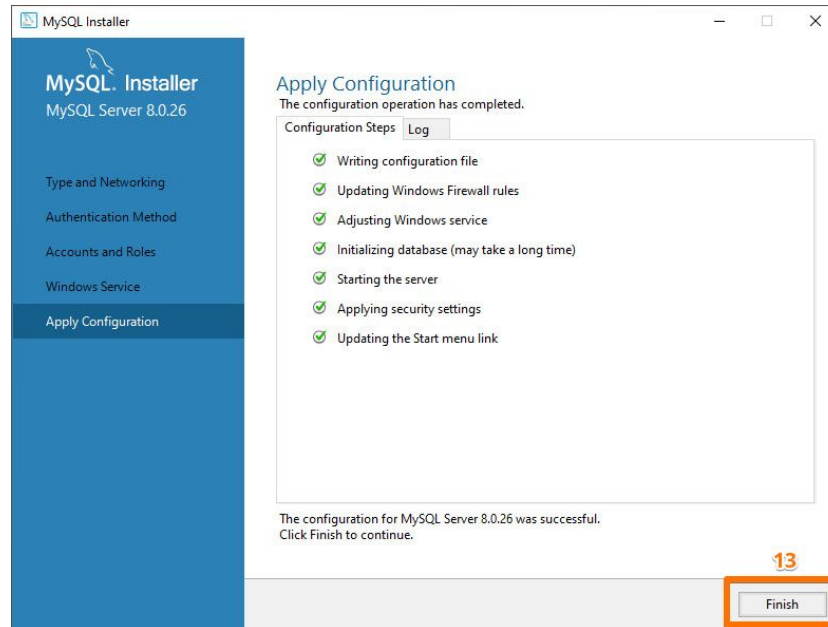 MySQL Installer
MySQL. Installer
MySQL Server 8.0.26
Type and Networking
Authentication Method
Accounts and Roles
Windows Service
Apply Configuration
Apply Configuration
The configuration operation has completed.
Configuration Steps Log
Writing configuration file
Updating Windows Firewall rules
Adjusting Windows service
Initializing database (may take a long time)
Starting the server
Applying security settings
Updating the Start menu link
The configuration for MySQL Server 8.0.26 was successful.
Click Finish to continue.
13
Finish